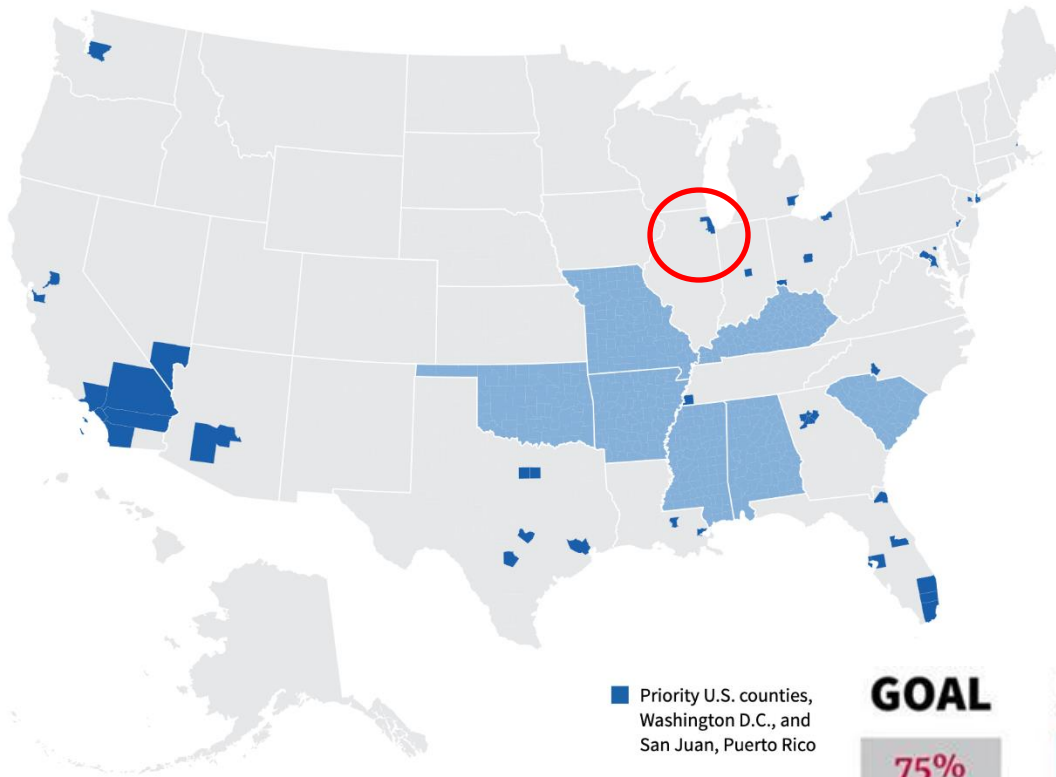 Priority U.S. counties,
Washington D.C., and
San Juan, Puerto Rico
GOAL
75%